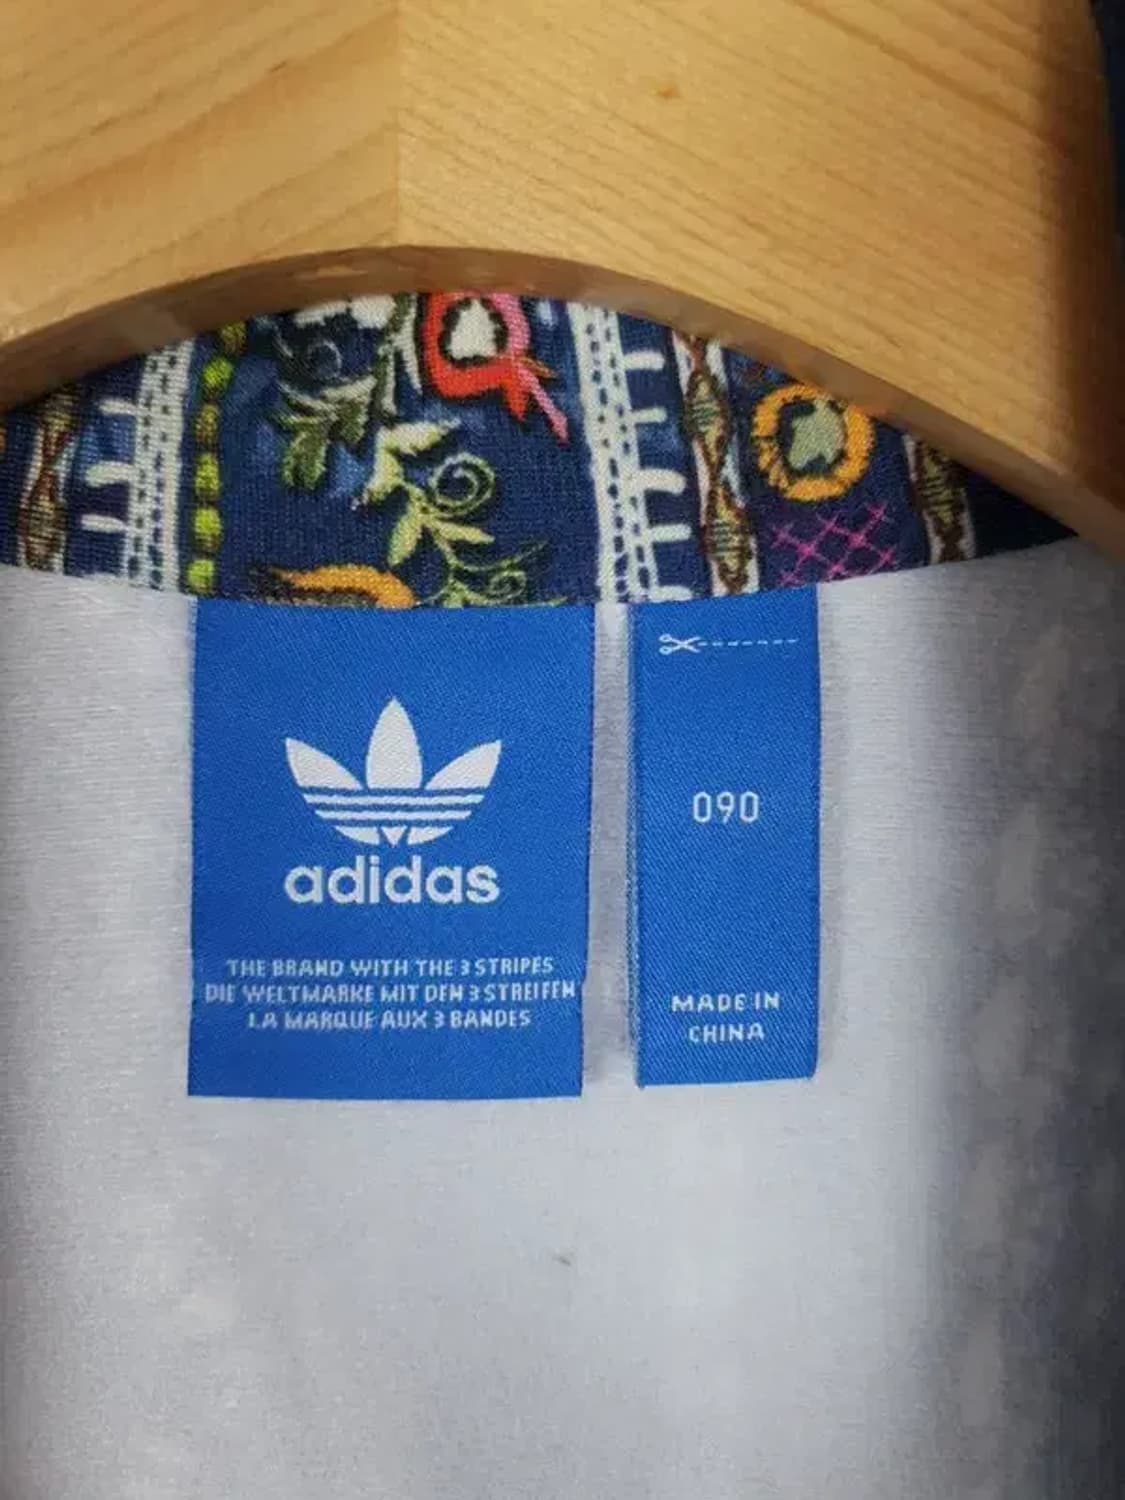 adidas
THE BRAND WITH THE 3 STRIPES
DIE WELTMARKE MIT DEN 3 STREIFEN
LA MARQUE AUX 3 BANDES
090
MADE IN
CHINA